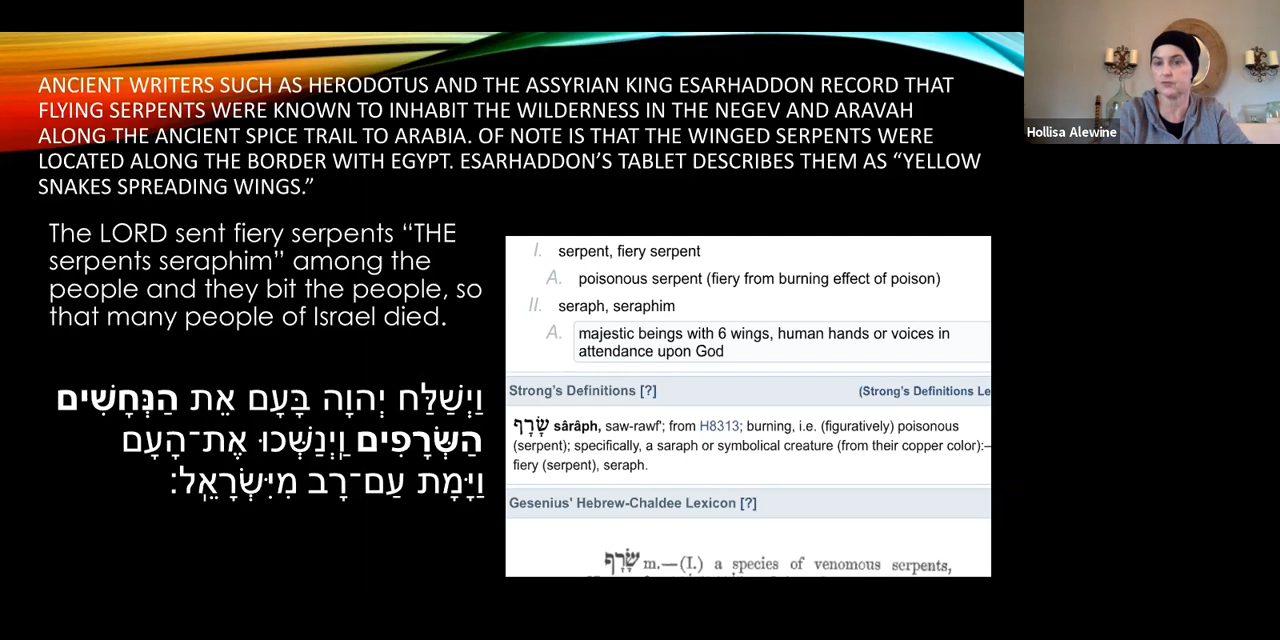 ANCIENT WRITERS SUCH AS HERODOTUS AND THE ASSYRIAN KING ESARHADDON RECORD THAT
FLYING SERPENTS WERE KNOWN TO INHABIT THE WILDERNESS IN THE NEGEV AND ARAVAH
ALONG THE ANCIENT SPICE TRAIL TO ARABIA. OF NOTE IS THAT THE WINGED SERPENTS WERE
LOCATED ALONG THE BORDER WITH EGYPT. ESARHADDON'S TABLET DESCRIBES THEM AS “YELLOW
SNAKES SPREADING WINGS.”
Hollisa Alewine
The LORD sent fiery serpents “THE
serpents seraphim” among the
people and they bit the people, so
that many people of Israel died.
וַיְשַׁלַּח יְהוָה בָּעָם אֵת הַנְּחָשִׁים
הַשְּׂרָפִים וַֽיְנַשְּׁכוּ אֶת־הָעָם
וַיָּמָת עַם־רָב מִיִּשְׂרָאֵֽל׃
I. serpent, fiery serpent
A. poisonous serpent (fiery from burning effect of poison)
II. seraph, seraphim
A. majestic beings with 6 wings, human hands or voices in
attendance upon God
Strong's Definitions [?] (Strong's Definitions Le
שָׂרָף sârâph, saw-rawf'; from H8313; burning, i.e. (figuratively) poisonous
(serpent); specifically, a saraph or symbolical creature (from their copper color):—
fiery (serpent), seraph.
Gesenius' Hebrew-Chaldee Lexicon [?]
שָׂרָף m.—(I.) a species of venomous serpents,